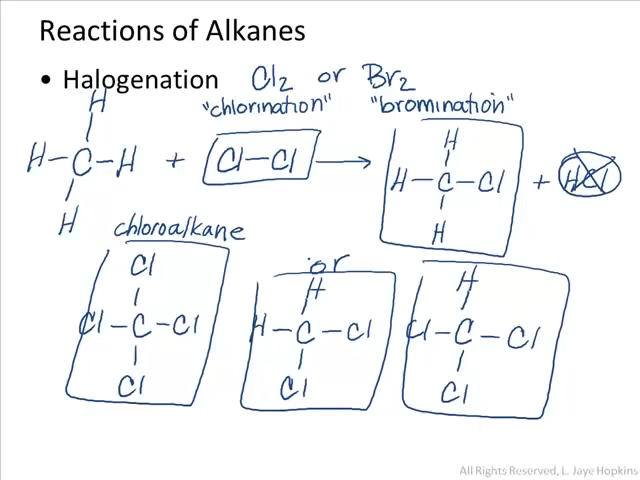 Reactions of Alkanes
• Halogenation Cl2 or Br2
"chlorination" "bromination"
H H
H–C–H + Cl–Cl → H–C–Cl + HCl
H H
chloroalkane
or
Cl H H
Cl–C–Cl H–C–Cl Cl–C–Cl
Cl Cl Cl
All Rights Reserved, L. Jaye Hopkins